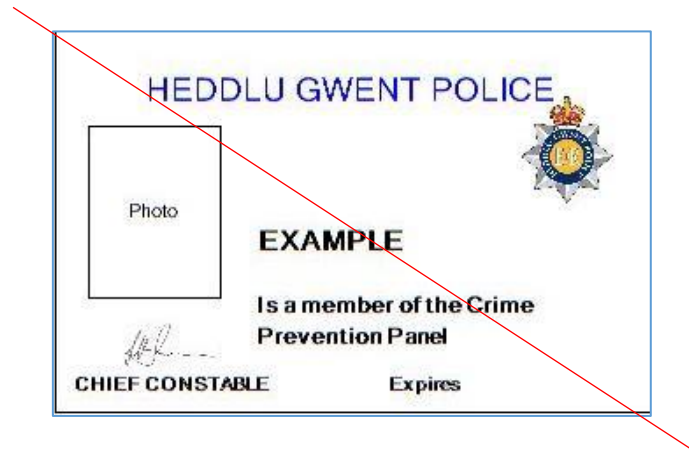 HEDDLU GWENT POLICE
Photo
EXAMPLE
Is a member of the Crime
Prevention Panel
CHIEF CONSTABLE Expires